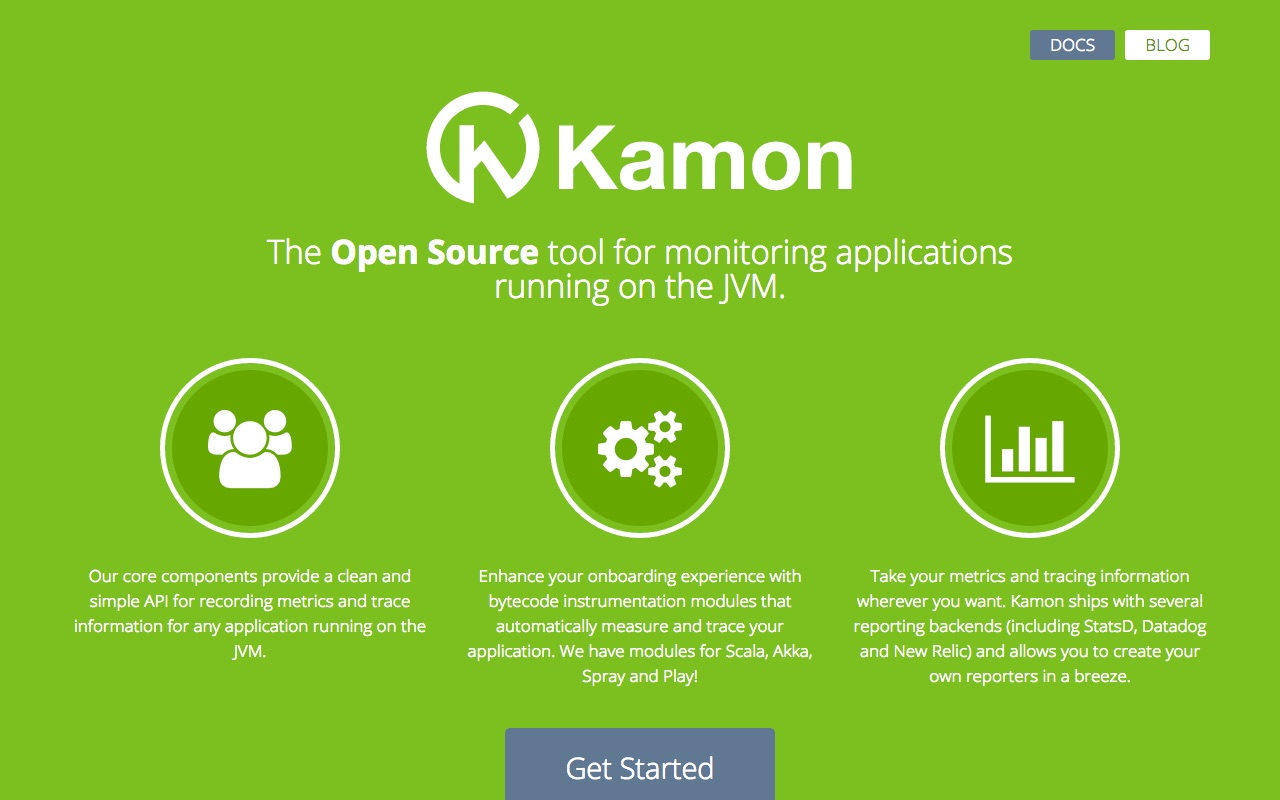 DOCS BLOG
Kamon
The Open Source tool for monitoring applications
running on the JVM.
Our core components provide a clean and
simple API for recording metrics and trace
information for any application running on the
JVM.
Enhance your onboarding experience with
bytecode instrumentation modules that
automatically measure and trace your
application. We have modules for Scala, Akka,
Spray and Play!
Take your metrics and tracing information
wherever you want. Kamon ships with several
reporting backends (including StatsD, Datadog
and New Relic) and allows you to create your
own reporters in a breeze.
Get Started